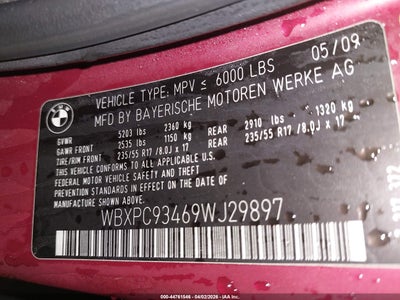 BMW
05/09
VEHICLE TYPE: MPV ≤ 6000 LBS
MFD BY BAYERISCHE MOTOREN WERKE AG
GVWR 5203 lbs 2360 kg
GAWR FRONT 2535 lbs 1150 kg REAR 2910 lbs - 1320 kg
TIRE/RIM FRONT 235/55 R17 /8.0J x 17" REAR 235/55 R17 /8.0J x 17"
THIS VEHICLE CONFORMS TO ALL APPLICABLE
FEDERAL MOTOR VEHICLE SAFETY, BUMPER, AND THEFT
PREVENTION STANDARDS IN EFFECT ON THE DATE OF
MANUFACTURE SHOWN ABOVE.
WBXPC93469WJ29897
000-44761546 - 04/02/2026 -